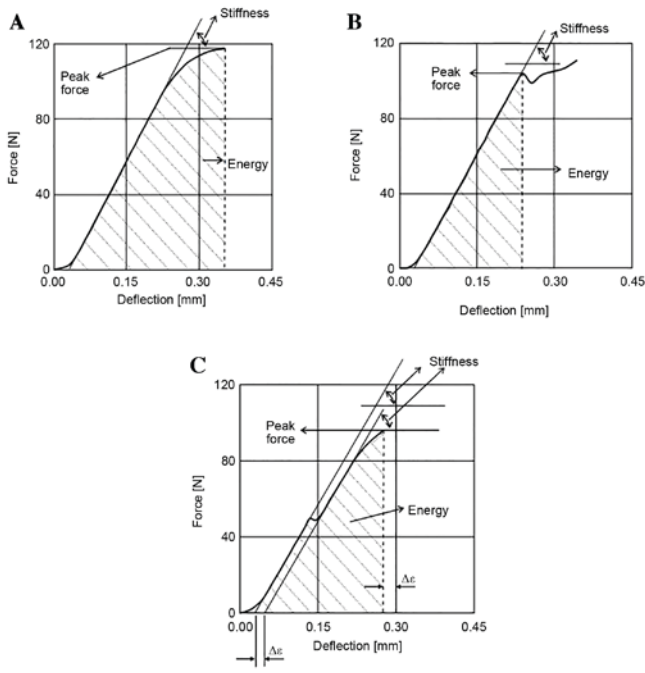 A
Stiffness
120
Peak
force
80
Force [N]
Energy
40
0
0.00 0.15 0.30 0.45
Deflection [mm]
B
Stiffness
120
Peak
force
80
Force [N]
Energy
40
0
0.00 0.15 0.30 0.45
Deflection [mm]
C
Stiffness
120
Peak
force
80
Force [N]
Energy
40
Δε
0
0.00 0.15 0.30 0.45
Δε
Deflection [mm]